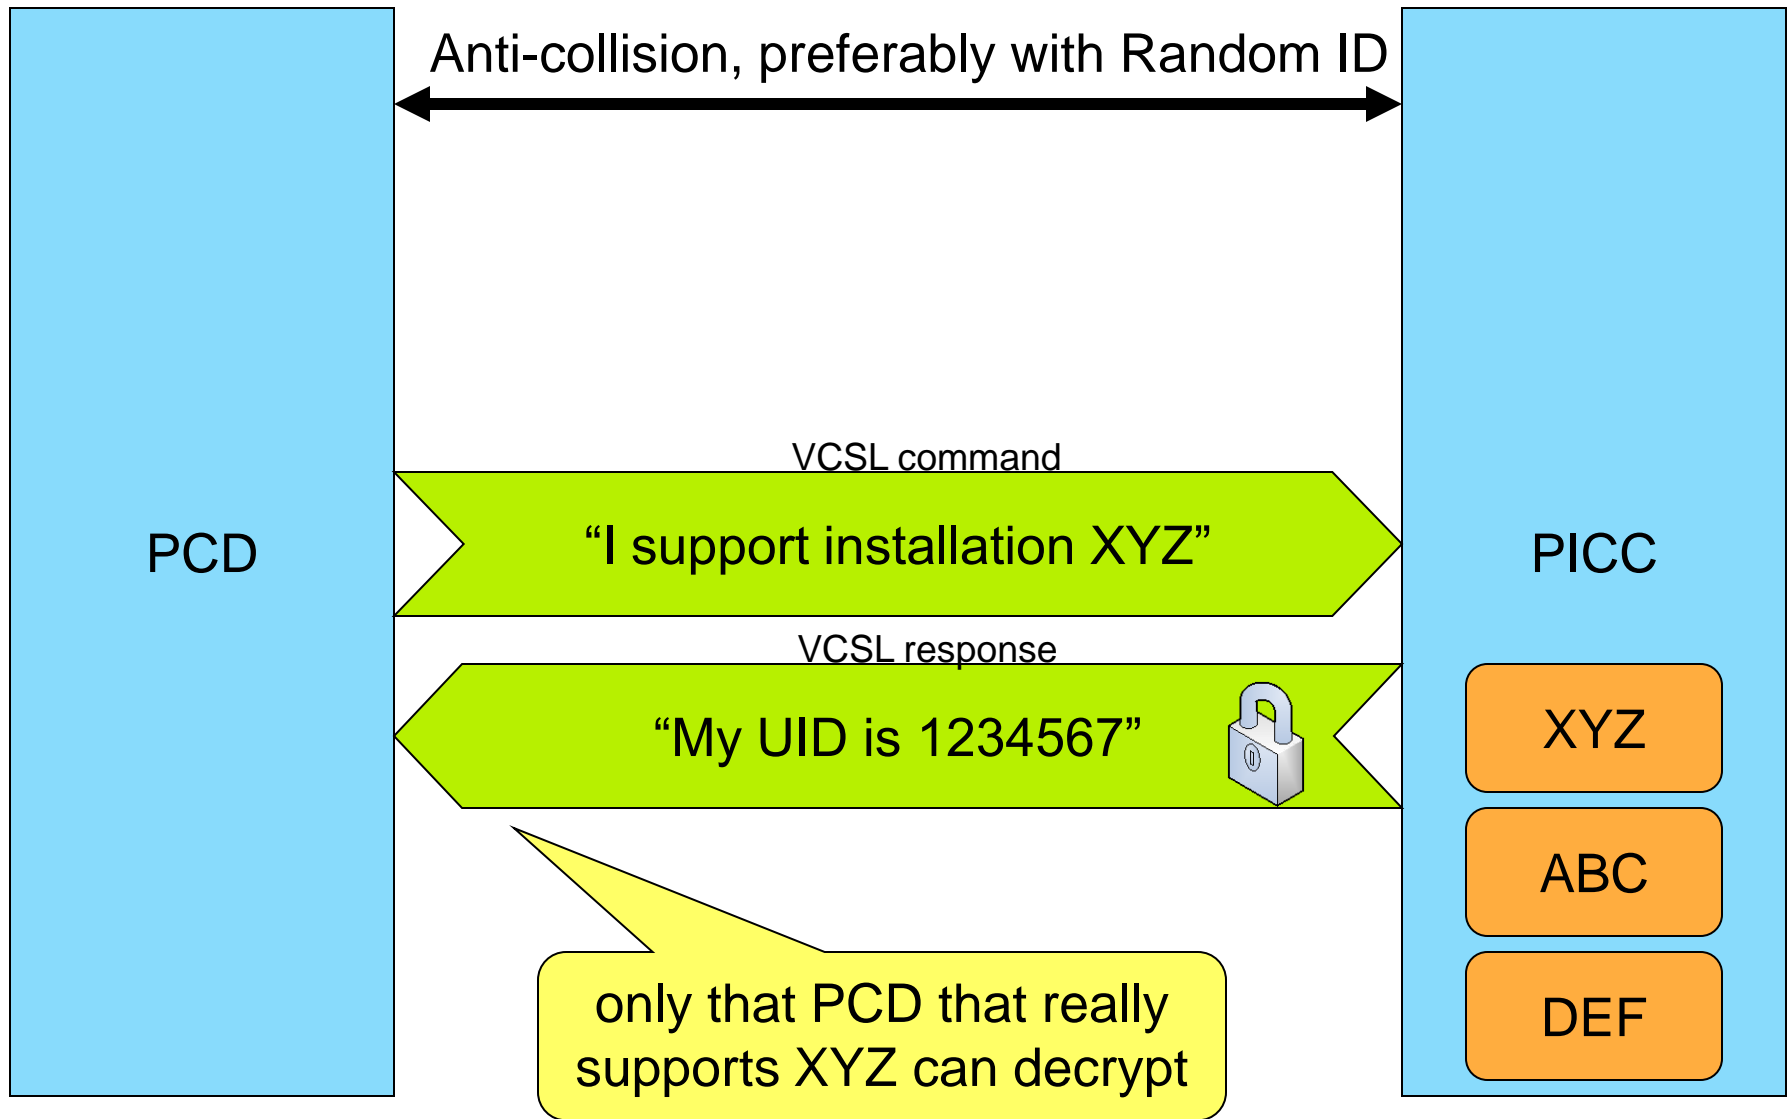 Anti-collision, preferably with Random ID
VCSL command
PCD
“I support installation XYZ”
PICC
VCSL response
“My UID is 1234567”
XYZ
ABC
DEF
only that PCD that really
supports XYZ can decrypt